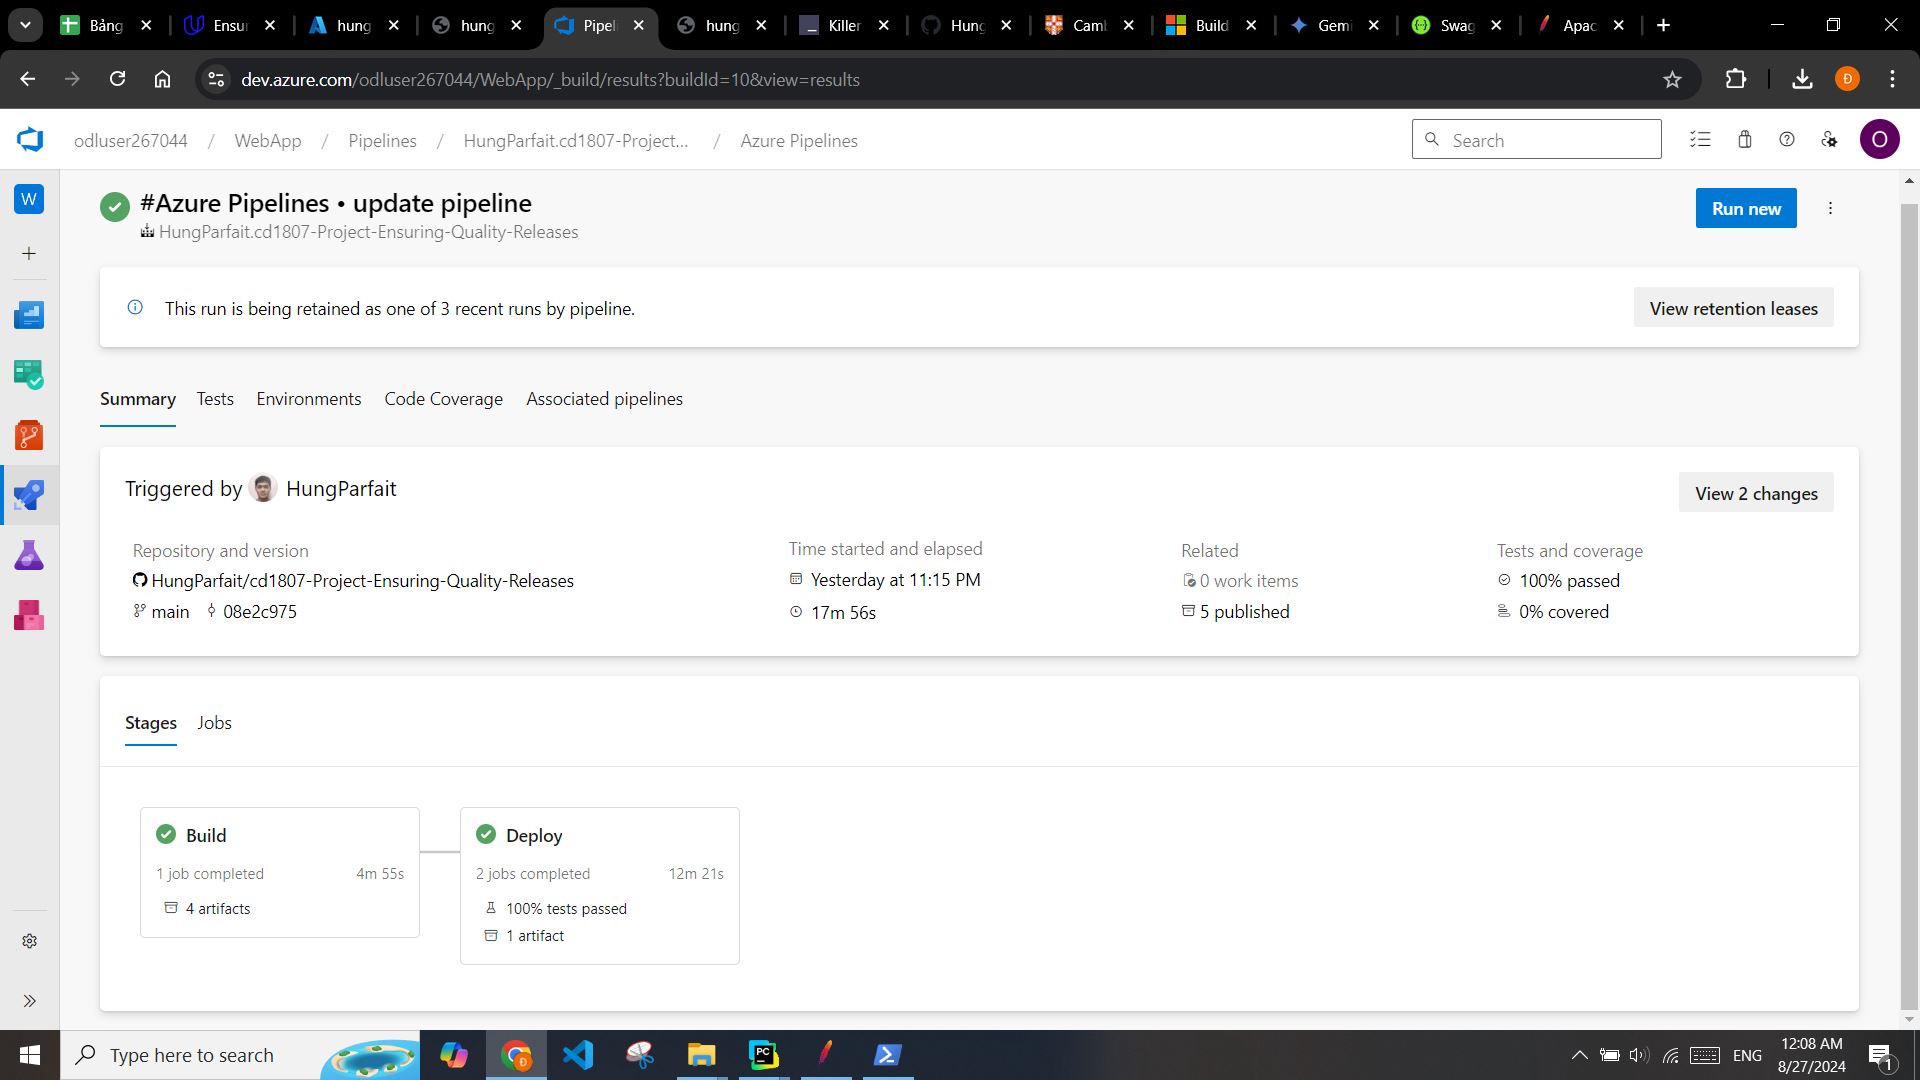 Bảng
Ensu
hung
hung
Pipeli
hung
Killer
Hung
Camb
Build
Gemi
Swag
Apac
dev.azure.com/odluser267044/WebApp/_build/results?buildId=10&view=results
odluser267044 / WebApp / Pipelines / HungParfait.cd1807-Project... / Azure Pipelines
Search
O
W
#Azure Pipelines • update pipeline
HungParfait.cd1807-Project-Ensuring-Quality-Releases
Run new
This run is being retained as one of 3 recent runs by pipeline.
View retention leases
Summary Tests Environments Code Coverage Associated pipelines
Triggered by HungParfait
View 2 changes
Repository and version
HungParfait/cd1807-Project-Ensuring-Quality-Releases
main 08e2c975
Time started and elapsed
Yesterday at 11:15 PM
17m 56s
Related
0 work items
5 published
Tests and coverage
100% passed
0% covered
Stages Jobs
Build
1 job completed 4m 55s
4 artifacts
Deploy
2 jobs completed 12m 21s
100% tests passed
1 artifact
Type here to search
ENG
12:08 AM
8/27/2024
1